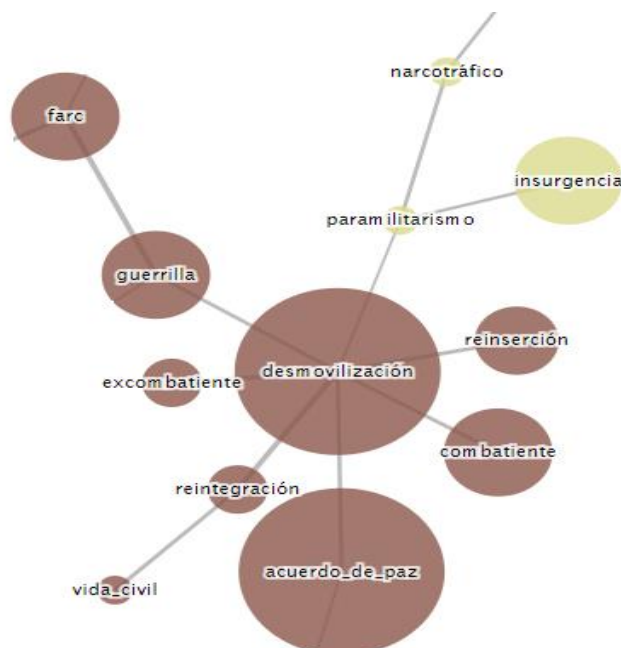 narcotráfico
farc
insurgencia
paramilitarismo
guerrilla
reinserción
desmovilización
excombatiente
combatiente
reintegración
acuerdo_de_paz
vida_civil